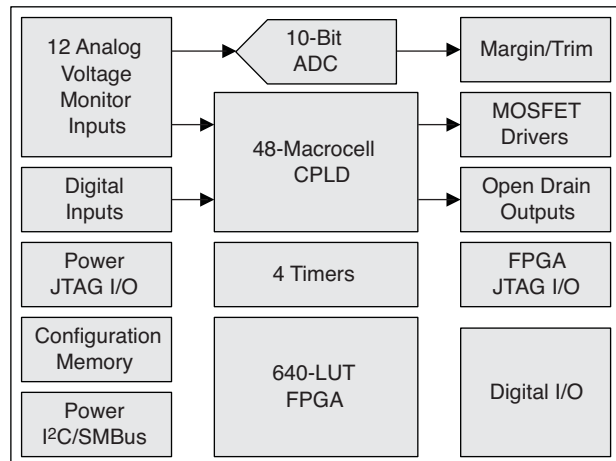 12 Analog
Voltage
Monitor
Inputs
10-Bit
ADC
Margin/Trim
48-Macrocell
CPLD
MOSFET
Drivers
Digital
Inputs
Open Drain
Outputs
Power
JTAG I/O
4 Timers
FPGA
JTAG I/O
Configuration
Memory
640-LUT
FPGA
Digital I/O
Power
I²C/SMBus